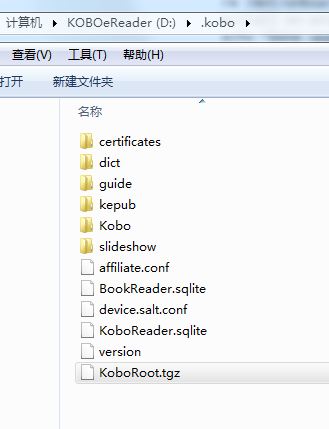 计算机 KOBOeReader (D:) .kobo
查看(V) 工具(T) 帮助(H)
打开 新建文件夹
名称
certificates
dict
guide
kepub
Kobo
slideshow
affiliate.conf
BookReader.sqlite
device.salt.conf
KoboReader.sqlite
version
KoboRoot.tgz